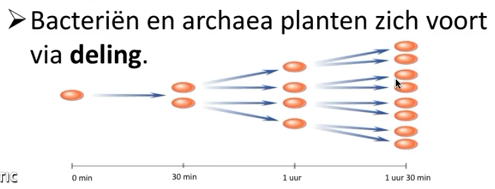 ➢Bacteriën en archaea planten zich voort
via deling.
0 min 30 min 1 uur 1 uur 30 min